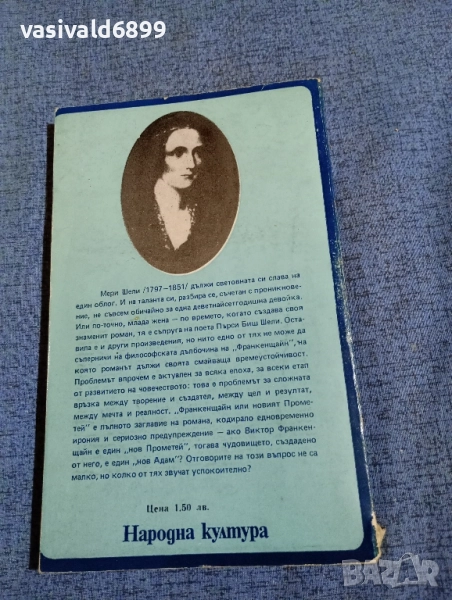 vasivald6899
Мери Шели /1797—1851/ дължи световната си слава на
един облог. И на таланта си, разбира се, съчетан с проникнове-
ние, не съвсем обичайно за една деветнайсетгодишна девойка.
Или по-точно, млада жена — по времето, когато създава своя
знаменит роман, тя е съпруга на поета Пърси Биш Шели. Оста-
вила е и други произведения, но нито едно от тях не може да
съперничи на философската дълбочина на „Франкенщайн“, на
която романът дължи своята смайваща времеустойчивост.
Проблемът впрочем е актуален за всяка епоха, за всеки етап
от развитието на човечеството: това е проблемът за сложната
връзка между творение и създател, между цел и резултат,
между мечта и реалност. „Франкенщайн или новият Проме-
тей“ е пълното заглавие на романа, кодирало едновременно
ирония и сериозно предупреждение — ако Виктор Франкен-
щайн е един „нов Прометей“, тогава чудовището, създадено
от него, е един „нов Адам“? Отговорите на този въпрос не са
малко, но колко от тях звучат успокоително?
Цена 1.50 лв.
Народна култура
BAZAR